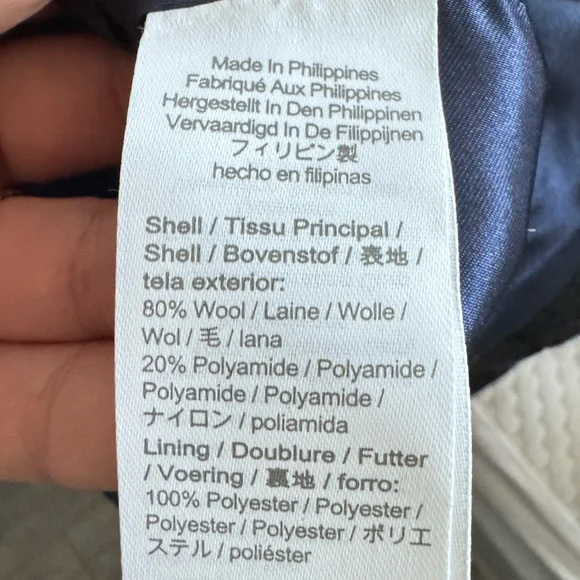 Made In Philippines
Fabriqué Aux Philippines
Hergestellt In Den Philippinen
Vervaardigd In De Filippijnen
フィリピン製
hecho en filipinas
Shell / Tissu Principal /
Shell / Bovenstof / 表地 /
tela exterior:
80% Wool / Laine / Wolle /
Wol / 毛 / lana
20% Polyamide / Polyamide /
Polyamide / Polyamide /
ナイロン / poliamida
Lining / Doublure / Futter
/ Voering / 裏地 / forro:
100% Polyester / Polyester /
Polyester / Polyester / ポリエ
ステル / poliéster